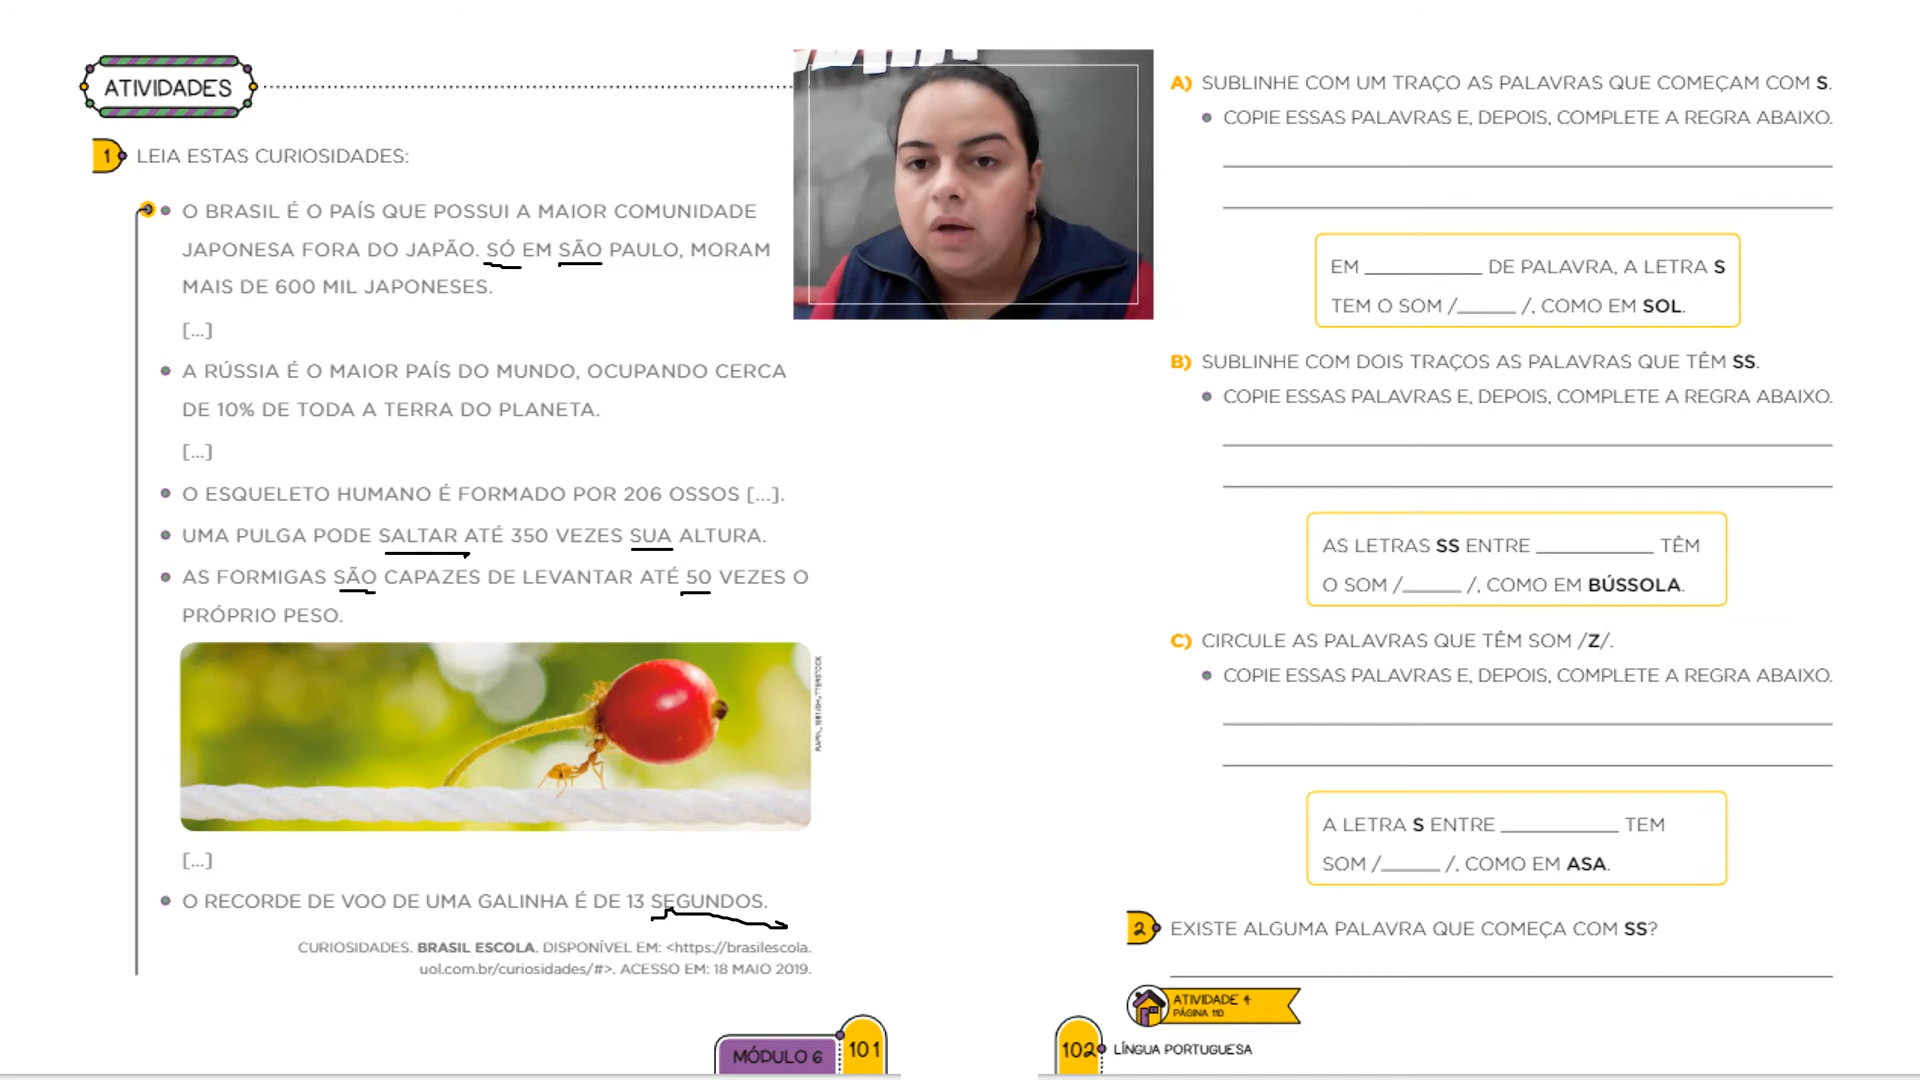 ATIVIDADES
1 LEIA ESTAS CURIOSIDADES:
O BRASIL É O PAÍS QUE POSSUI A MAIOR COMUNIDADE
JAPONESA FORA DO JAPÃO. SÓ EM SÃO PAULO, MORAM
MAIS DE 600 MIL JAPONESES.
[...]
A RÚSSIA É O MAIOR PAÍS DO MUNDO, OCUPANDO CERCA
DE 10% DE TODA A TERRA DO PLANETA.
[...]
O ESQUELETO HUMANO É FORMADO POR 206 OSSOS [...].
UMA PULGA PODE SALTAR ATÉ 350 VEZES SUA ALTURA.
AS FORMIGAS SÃO CAPAZES DE LEVANTAR ATÉ 50 VEZES O
PRÓPRIO PESO.
[...]
O RECORDE DE VOO DE UMA GALINHA É DE 13 SEGUNDOS.
CURIOSIDADES. BRASIL ESCOLA. DISPONÍVEL EM: <https://brasilescola.
uol.com.br/curiosidades/#>. ACESSO EM: 18 MAIO 2019.
MÓDULO 6 101
A) SUBLINHE COM UM TRAÇO AS PALAVRAS QUE COMEÇAM COM S.
COPIE ESSAS PALAVRAS E, DEPOIS, COMPLETE A REGRA ABAIXO.
EM ____________ DE PALAVRA, A LETRA S
TEM O SOM /______ /, COMO EM SOL.
B) SUBLINHE COM DOIS TRAÇOS AS PALAVRAS QUE TÊM SS.
COPIE ESSAS PALAVRAS E, DEPOIS, COMPLETE A REGRA ABAIXO.
AS LETRAS SS ENTRE ____________ TÊM
O SOM /______ /, COMO EM BÚSSOLA.
C) CIRCULE AS PALAVRAS QUE TÊM SOM /Z/.
COPIE ESSAS PALAVRAS E, DEPOIS, COMPLETE A REGRA ABAIXO.
A LETRA S ENTRE ____________ TEM
SOM /______ /, COMO EM ASA.
2 EXISTE ALGUMA PALAVRA QUE COMEÇA COM SS?
ATIVIDADE 4
PÁGINA 110
102 LÍNGUA PORTUGUESA